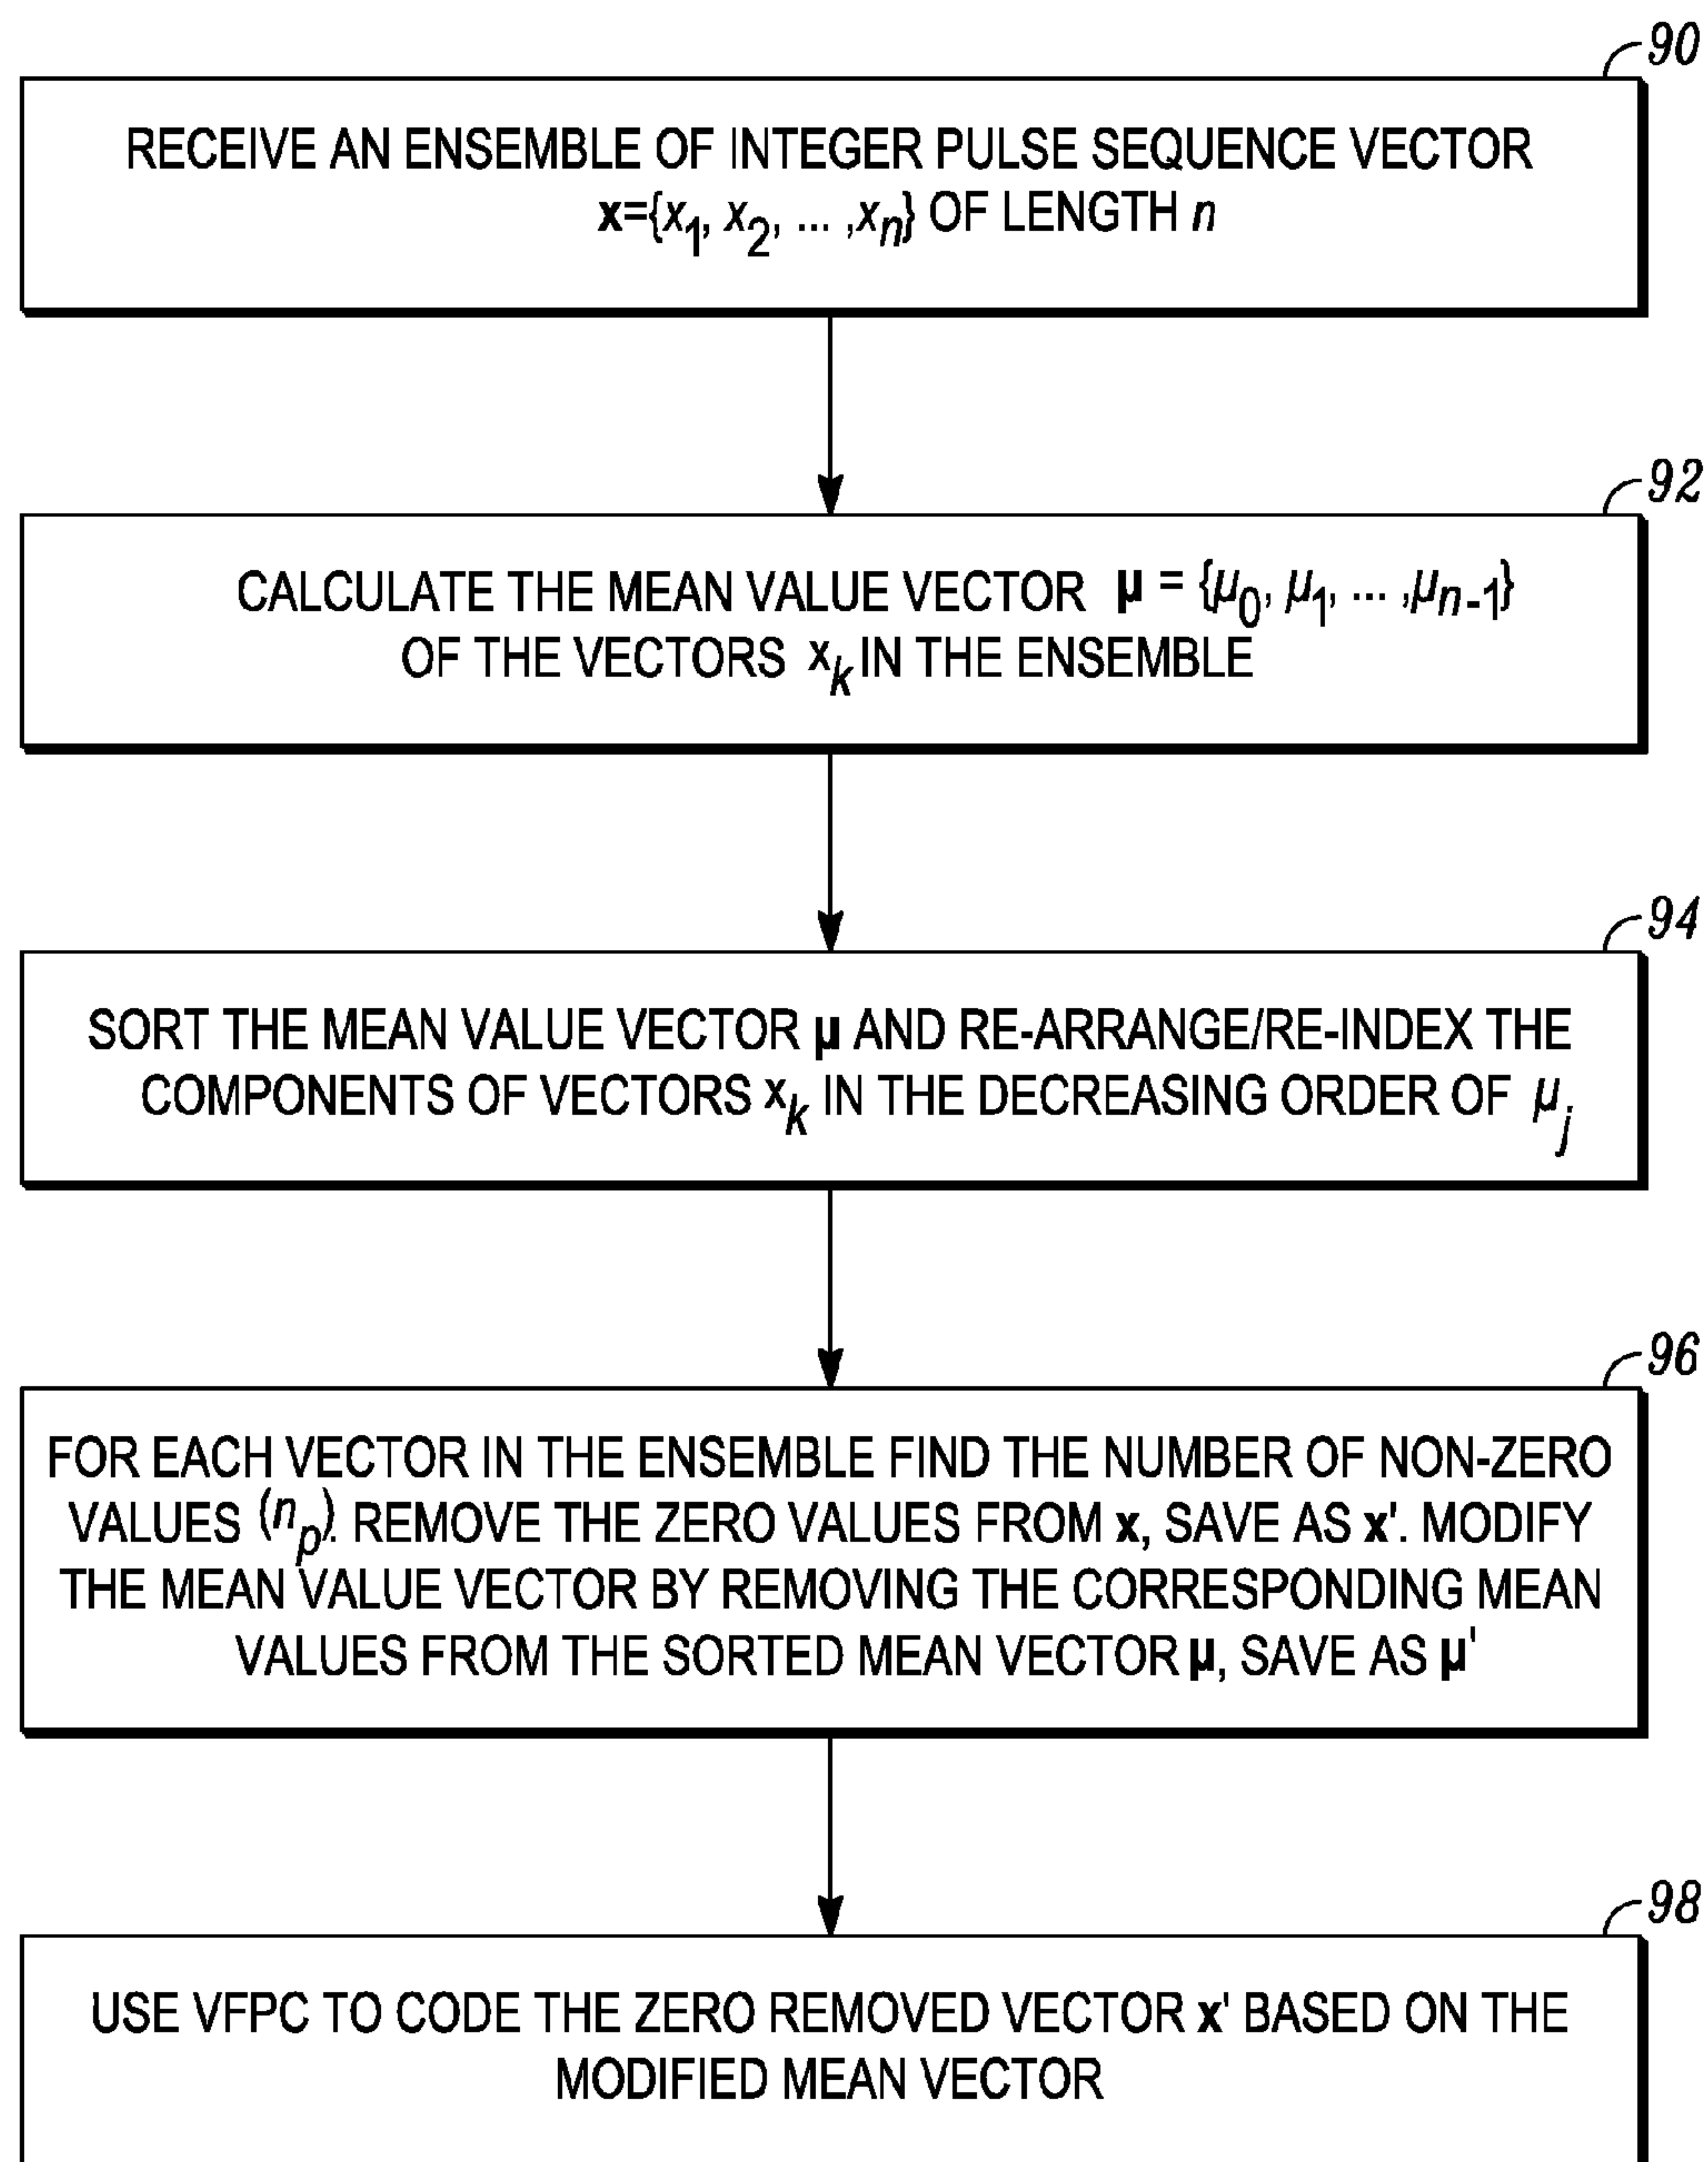 90
RECEIVE AN ENSEMBLE OF INTEGER PULSE SEQUENCE VECTOR
x={x1, x2, ... ,xn} OF LENGTH n
92
CALCULATE THE MEAN VALUE VECTOR μ = {μ0, μ1, ... ,μn-1}
OF THE VECTORS xk IN THE ENSEMBLE
94
SORT THE MEAN VALUE VECTOR μ AND RE-ARRANGE/RE-INDEX THE
COMPONENTS OF VECTORS xk IN THE DECREASING ORDER OF μj
96
FOR EACH VECTOR IN THE ENSEMBLE FIND THE NUMBER OF NON-ZERO
VALUES (np). REMOVE THE ZERO VALUES FROM x, SAVE AS x'. MODIFY
THE MEAN VALUE VECTOR BY REMOVING THE CORRESPONDING MEAN
VALUES FROM THE SORTED MEAN VECTOR μ, SAVE AS μ'
98
USE VFPC TO CODE THE ZERO REMOVED VECTOR x' BASED ON THE
MODIFIED MEAN VECTOR